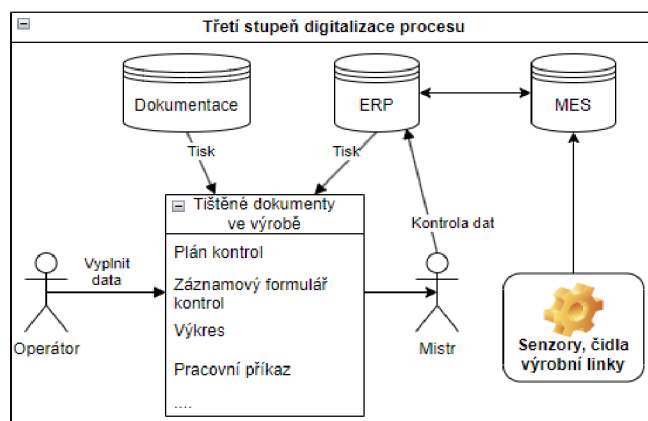 Třetí stupeň digitalizace procesu
Dokumentace
ERP
MES
Tisk
Tisk
Tištěné dokumenty
ve výrobě
Kontrola dat
Plán kontrol
Vyplnit
data
Záznamový formulář
kontrol
Výkres
Operátor
Mistr
Senzory, čidla
výrobní linky
Pracovní příkaz
....